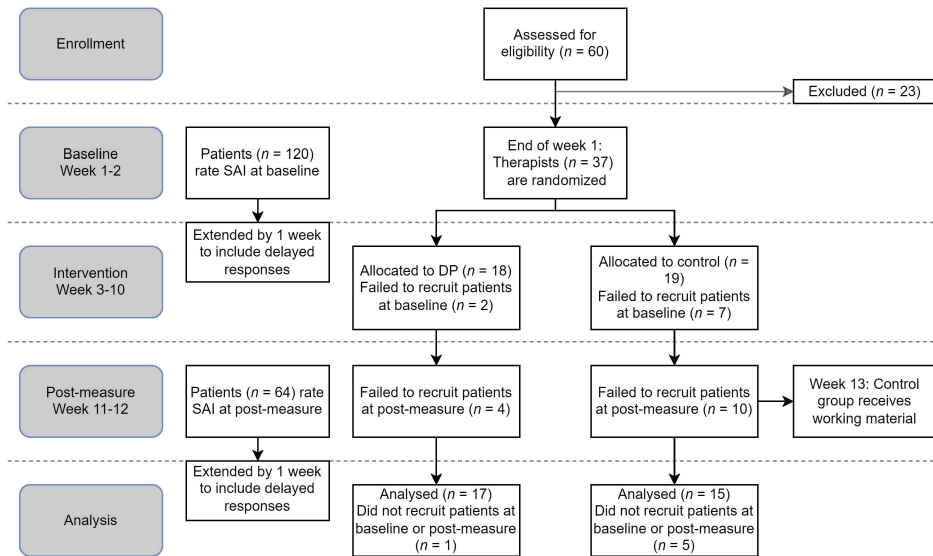 Enrollment
Assessed for
eligibility (n = 60)
Excluded (n = 23)
Baseline
Week 1-2
Patients (n = 120)
rate SAI at baseline
End of week 1:
Therapists (n = 37)
are randomized
Extended by 1 week
to include delayed
responses
Intervention
Week 3-10
Allocated to DP (n = 18)
Failed to recruit patients
at baseline (n = 2)
Allocated to control (n =
19)
Failed to recruit patients
at baseline (n = 7)
Post-measure
Week 11-12
Patients (n = 64) rate
SAI at post-measure
Failed to recruit patients
at post-measure (n = 4)
Failed to recruit patients
at post-measure (n = 10)
Week 13: Control
group receives
working material
Extended by 1 week
to include delayed
responses
Analysis
Analysed (n = 17)
Did not recruit patients at
baseline or post-measure
(n = 1)
Analysed (n = 15)
Did not recruit patients at
baseline or post-measure
(n = 5)